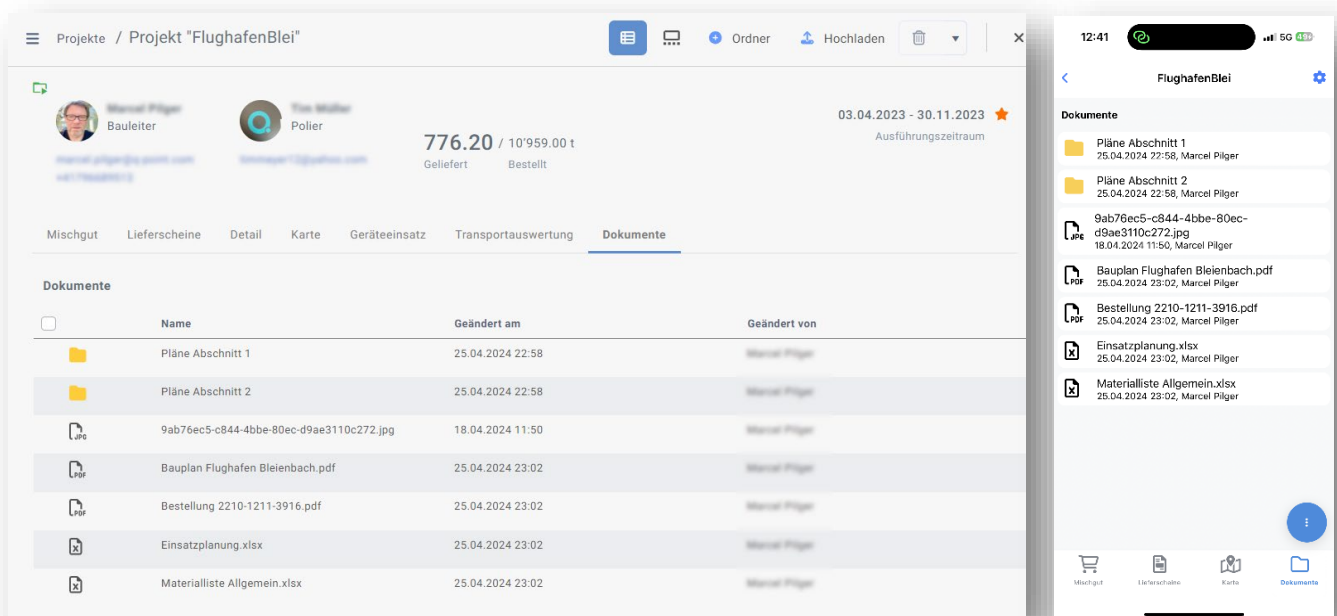 Projekte / Projekt "FlughafenBlei"
Ordner
Hochladen
Bauleiter
Polier
776.20 / 10'959.00 t
Geliefert Bestellt
03.04.2023 - 30.11.2023
Ausführungszeitraum
Mischgut Lieferscheine Detail Karte Geräteeinsatz Transportauswertung Dokumente
Dokumente
Name Geändert am Geändert von
Pläne Abschnitt 1 25.04.2024 22:58
Pläne Abschnitt 2 25.04.2024 22:58
JPG
9ab76ec5-c844-4bbe-80ec-d9ae3110c272.jpg 18.04.2024 11:50
PDF
Bauplan Flughafen Bleienbach.pdf 25.04.2024 23:02
PDF
Bestellung 2210-1211-3916.pdf 25.04.2024 23:02
Einsatzplanung.xlsx 25.04.2024 23:02
Materialliste Allgemein.xlsx 25.04.2024 23:02
12:41 5G
FlughafenBlei
Dokumente
Pläne Abschnitt 1
25.04.2024 22:58, Marcel Pilger
Pläne Abschnitt 2
25.04.2024 22:58, Marcel Pilger
JPG
9ab76ec5-c844-4bbe-80ec-
d9ae3110c272.jpg
18.04.2024 11:50, Marcel Pilger
PDF
Bauplan Flughafen Bleienbach.pdf
25.04.2024 23:02, Marcel Pilger
PDF
Bestellung 2210-1211-3916.pdf
25.04.2024 23:02, Marcel Pilger
Einsatzplanung.xlsx
25.04.2024 23:02, Marcel Pilger
Materialliste Allgemein.xlsx
25.04.2024 23:02, Marcel Pilger
Mischgut Lieferscheine Karte Dokumente